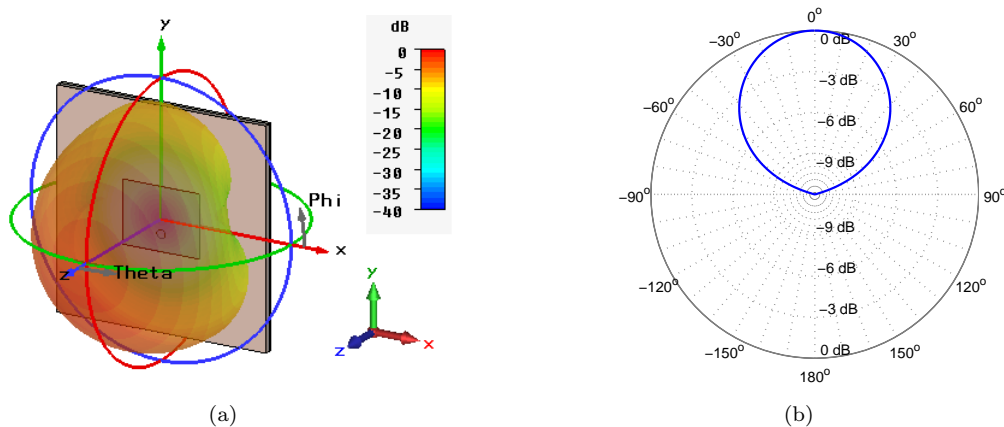 y
dB
0
-5
-10
-15
-20
-25
-30
-35
-40
Phi
x
z
Theta
y
x
z
(a)
0°
−30°
30°
−60°
60°
−90°
90°
−120°
120°
−150°
150°
180°
0 dB
−3 dB
−6 dB
−9 dB
−9 dB
−6 dB
−3 dB
0 dB
(b)